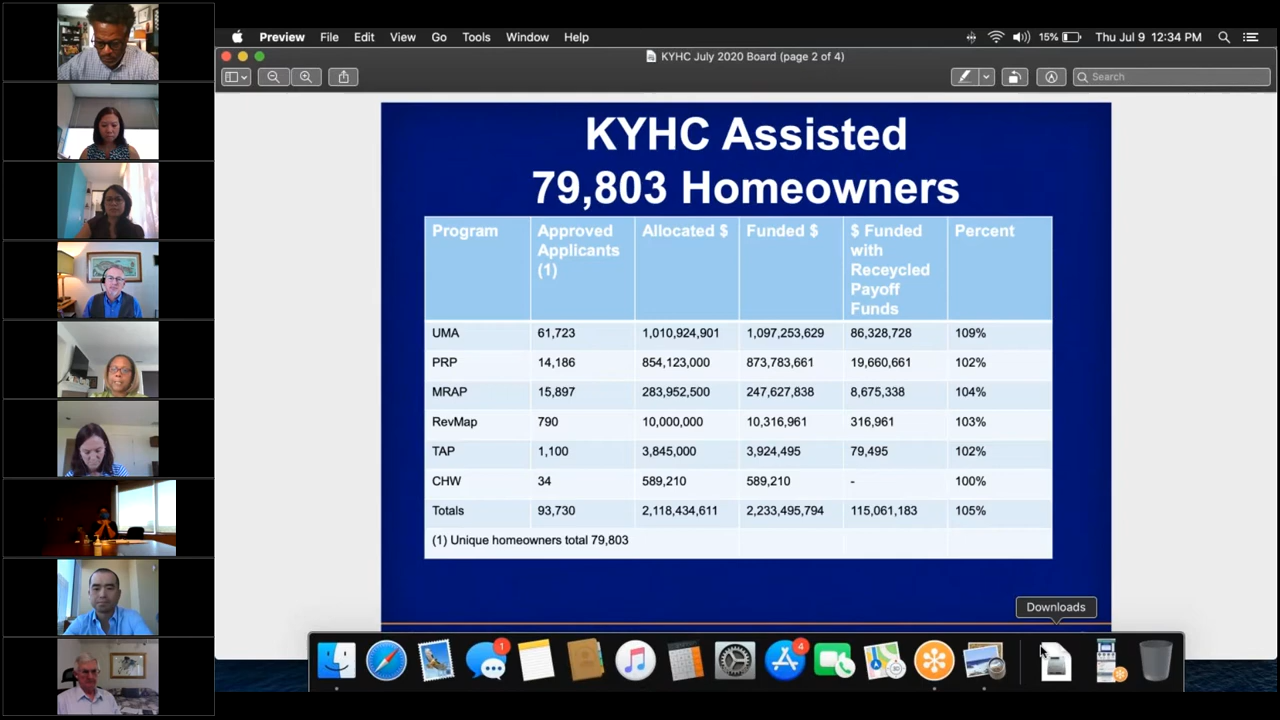 Preview File Edit View Go Tools Window Help 15% Thu Jul 9 12:34 PM
KYHC July 2020 Board (page 2 of 4)
Search
KYHC Assisted
79,803 Homeowners
Program Approved Applicants (1) Allocated $ Funded $ $ Funded with Receycled Payoff Funds Percent
UMA 61,723 1,010,924,901 1,097,253,629 86,328,728 109%
PRP 14,186 854,123,000 873,783,661 19,660,661 102%
MRAP 15,897 283,952,500 247,627,838 8,675,338 104%
RevMap 790 10,000,000 10,316,961 316,961 103%
TAP 1,100 3,845,000 3,924,495 79,495 102%
CHW 34 589,210 589,210 - 100%
Totals 93,730 2,118,434,611 2,233,495,794 115,061,183 105%
(1) Unique homeowners total 79,803
Downloads
1
4